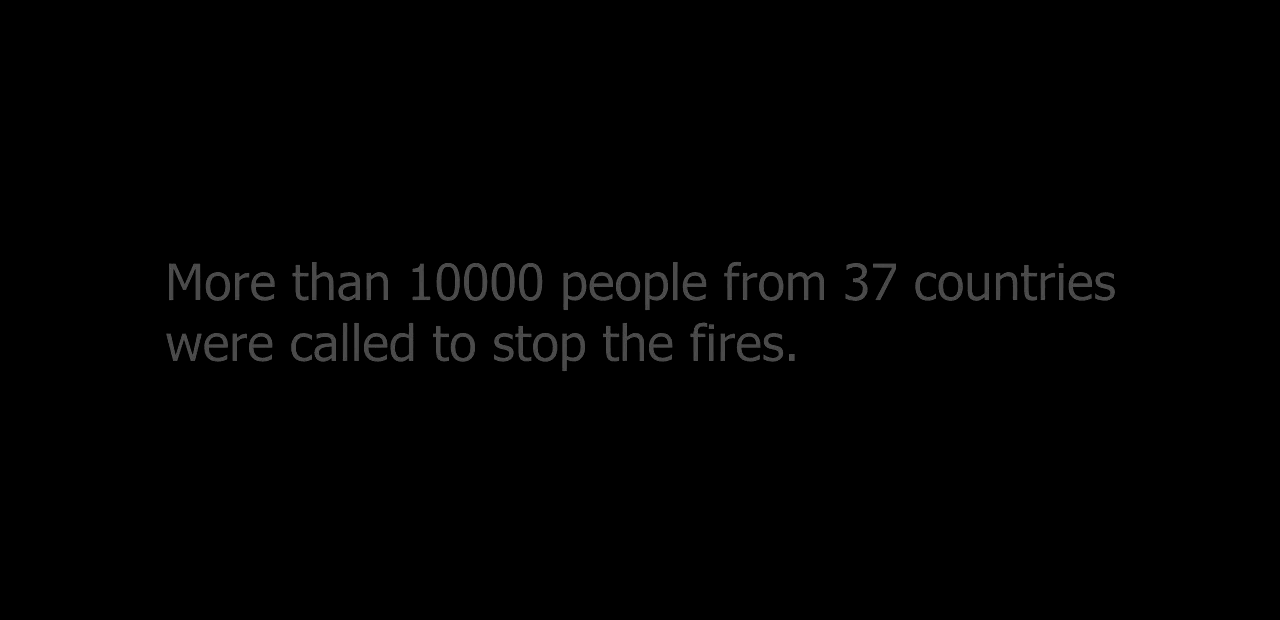 More than 10000 people from 37 countries
were called to stop the fires.